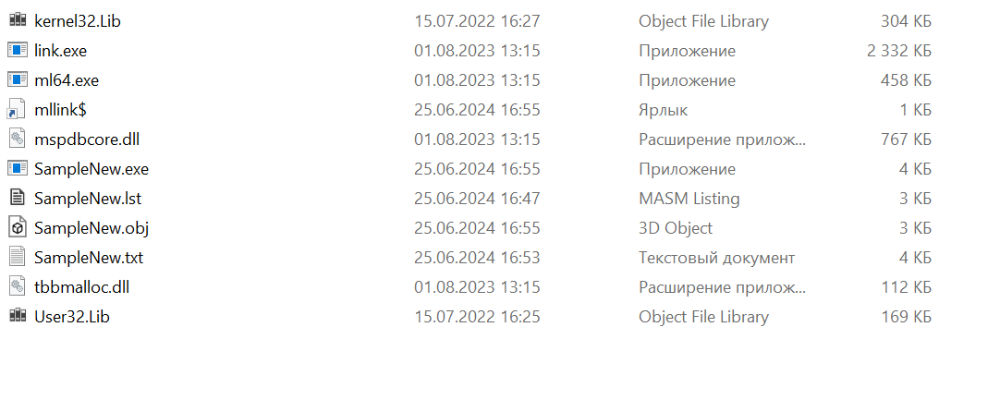 kernel32.Lib 15.07.2022 16:27 Object File Library 304 КБ
link.exe 01.08.2023 13:15 Приложение 2 332 КБ
ml64.exe 01.08.2023 13:15 Приложение 458 КБ
mllink$ 25.06.2024 16:55 Ярлык 1 КБ
mspdbcore.dll 01.08.2023 13:15 Расширение прилож... 767 КБ
SampleNew.exe 25.06.2024 16:55 Приложение 4 КБ
SampleNew.lst 25.06.2024 16:47 MASM Listing 3 КБ
SampleNew.obj 25.06.2024 16:55 3D Object 3 КБ
SampleNew.txt 25.06.2024 16:53 Текстовый документ 4 КБ
tbbmalloc.dll 01.08.2023 13:15 Расширение прилож... 112 КБ
User32.Lib 15.07.2022 16:25 Object File Library 169 КБ